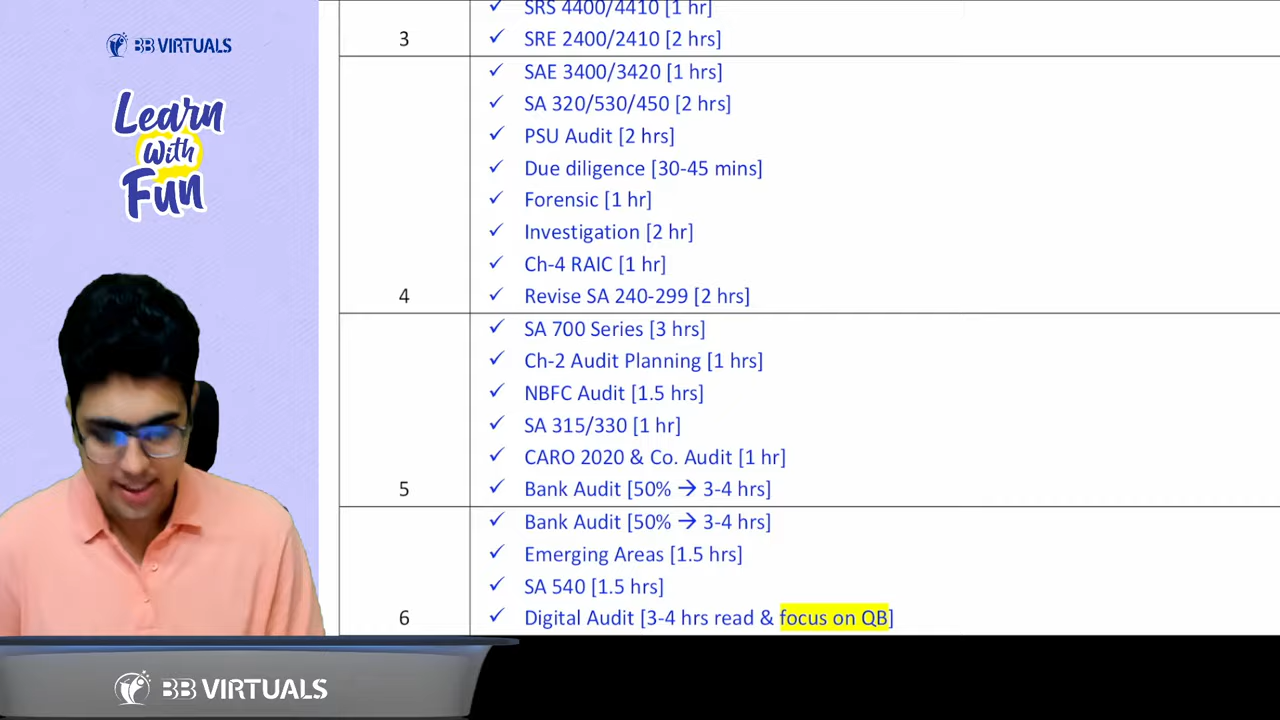 BB VIRTUALS
Learn
With
Fun
✓ SRS 4400/4410 [1 hr]
3
✓ SRE 2400/2410 [2 hrs]
✓ SAE 3400/3420 [1 hrs]
✓ SA 320/530/450 [2 hrs]
✓ PSU Audit [2 hrs]
✓ Due diligence [30-45 mins]
✓ Forensic [1 hr]
✓ Investigation [2 hr]
✓ Ch-4 RAIC [1 hr]
4
✓ Revise SA 240-299 [2 hrs]
✓ SA 700 Series [3 hrs]
✓ Ch-2 Audit Planning [1 hrs]
✓ NBFC Audit [1.5 hrs]
✓ SA 315/330 [1 hr]
✓ CARO 2020 & Co. Audit [1 hr]
5
✓ Bank Audit [50% → 3-4 hrs]
✓ Bank Audit [50% → 3-4 hrs]
✓ Emerging Areas [1.5 hrs]
✓ SA 540 [1.5 hrs]
6
✓ Digital Audit [3-4 hrs read & focus on QB]
BB VIRTUALS